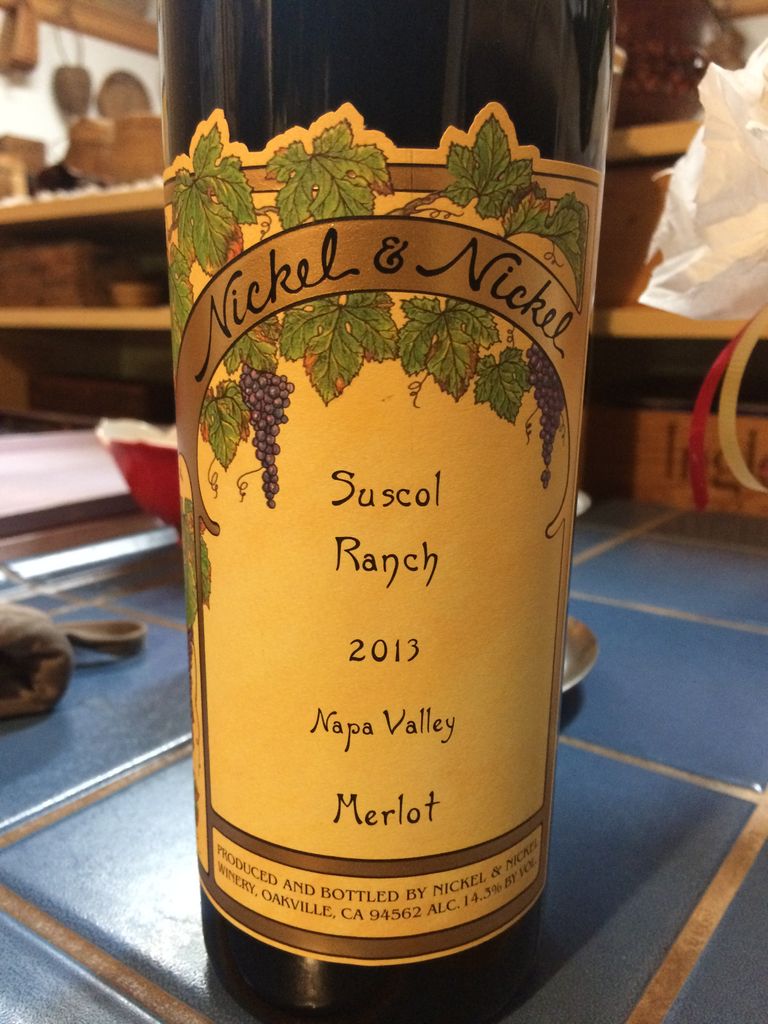 Nickel & Nickel
Suscol
Ranch
2013
Napa Valley
Merlot
PRODUCED AND BOTTLED BY NICKEL & NICKEL
WINERY, OAKVILLE, CA 94562 ALC. 14.3% BY VOL.